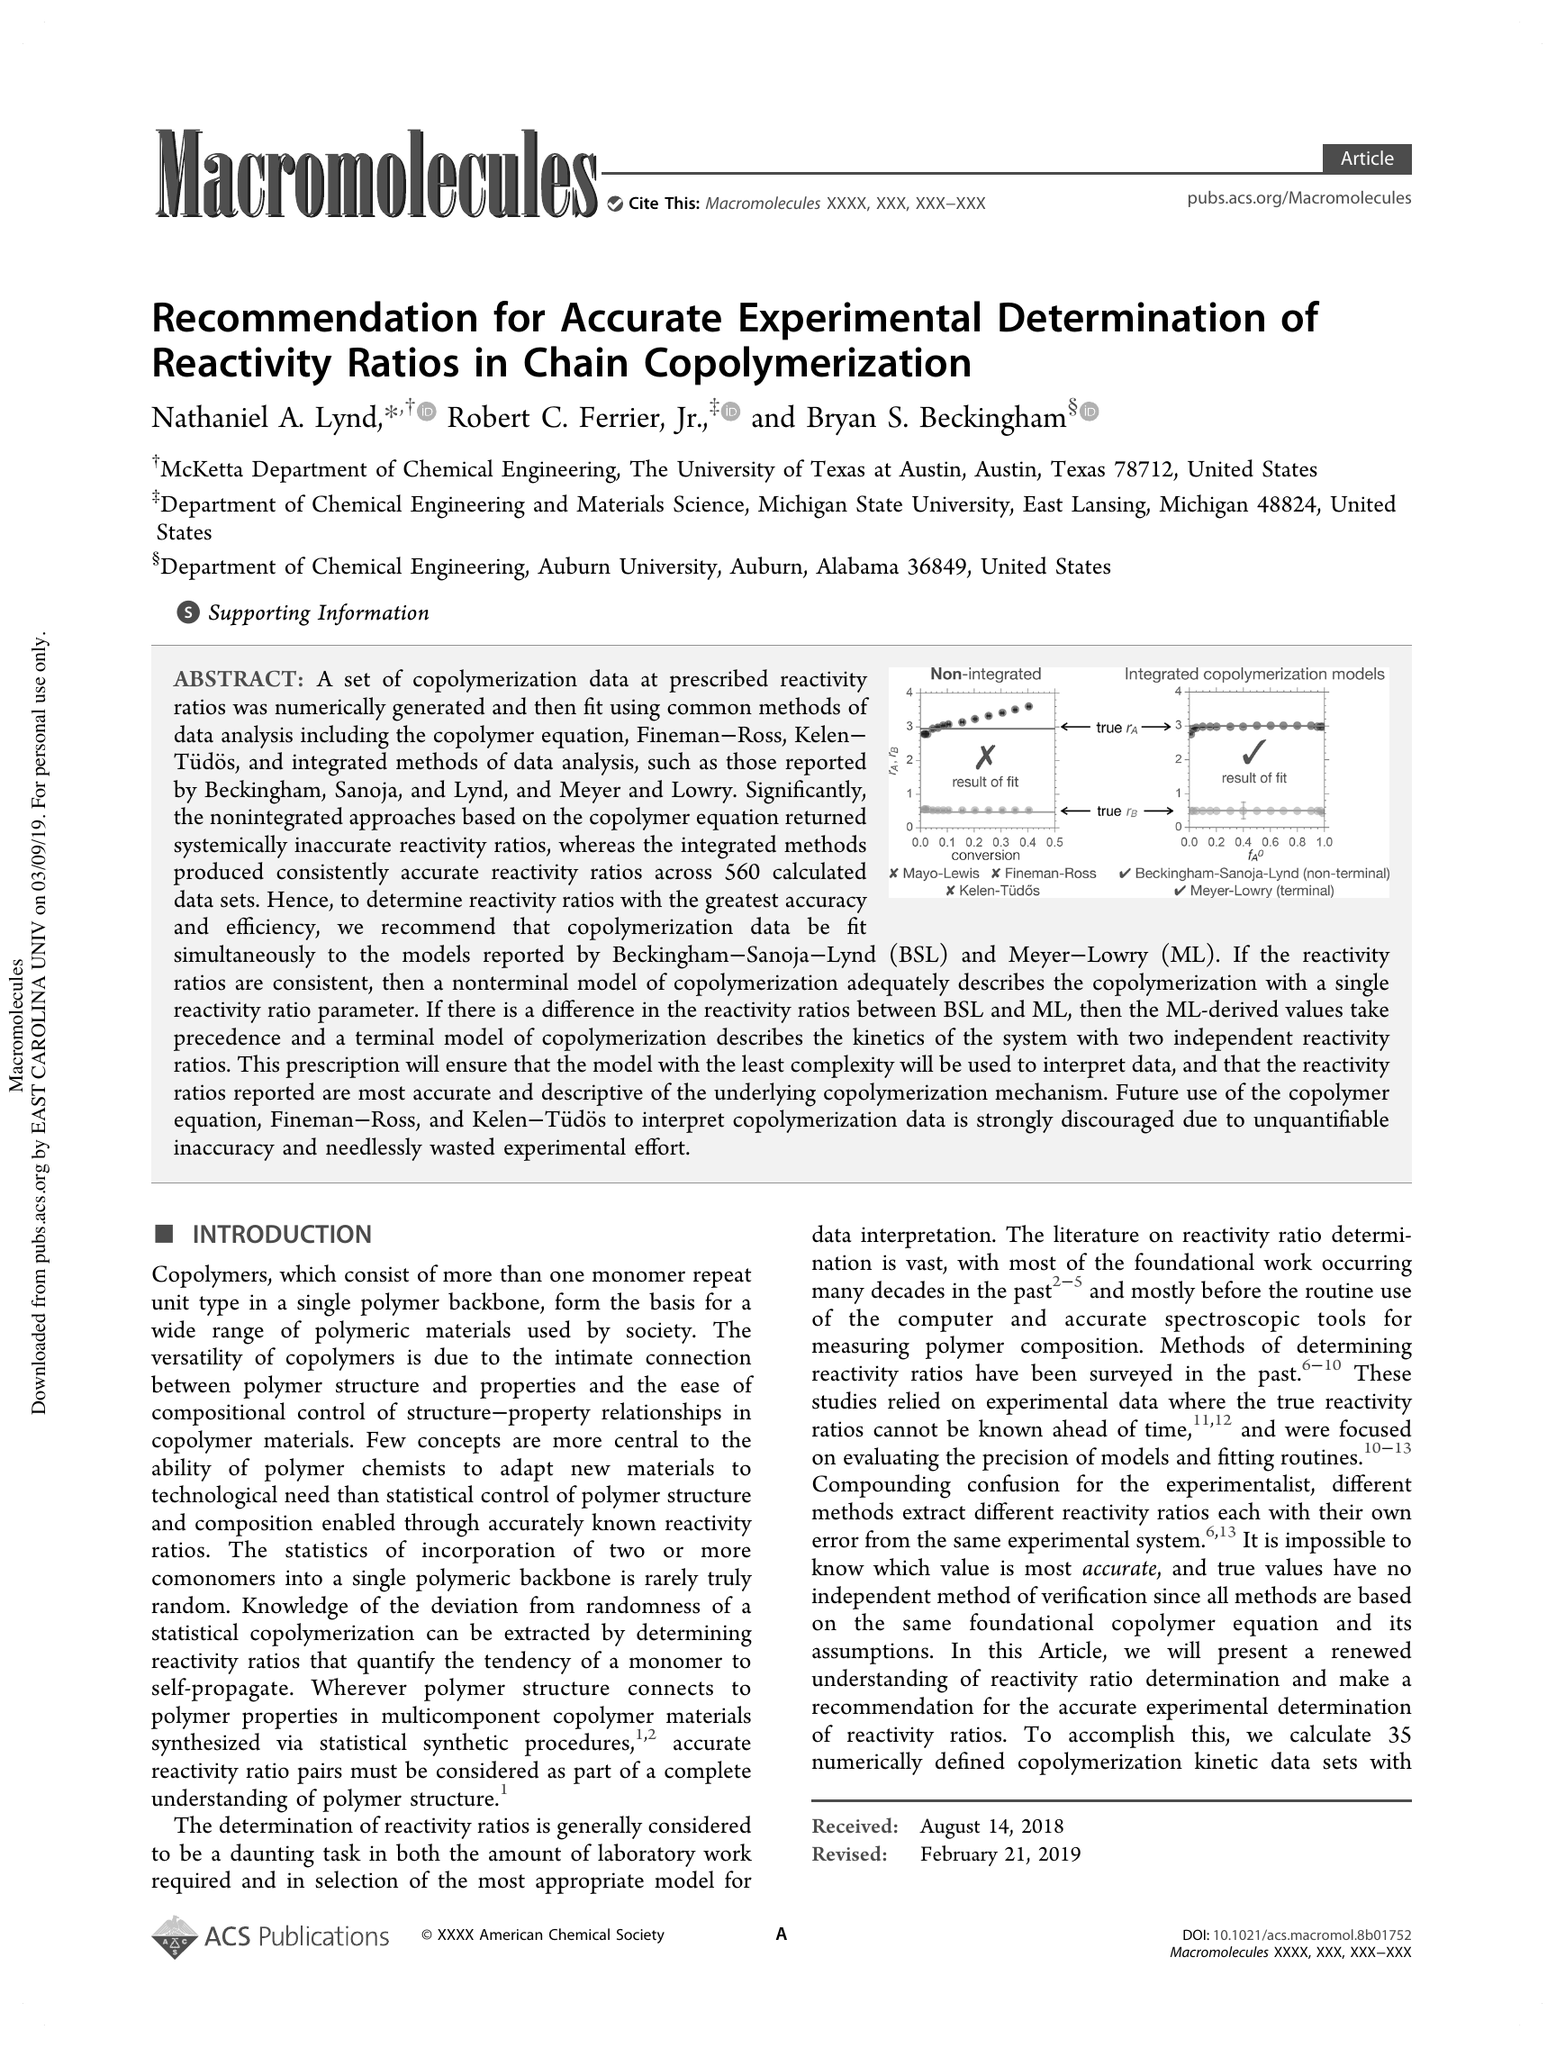 Macromolecules
Article
Cite This: Macromolecules XXXX, XXX, XXX−XXX
pubs.acs.org/Macromolecules
Recommendation for Accurate Experimental Determination of
Reactivity Ratios in Chain Copolymerization
Nathaniel A. Lynd,*,† Robert C. Ferrier, Jr.,‡ and Bryan S. Beckingham§
†McKetta Department of Chemical Engineering, The University of Texas at Austin, Austin, Texas 78712, United States
‡Department of Chemical Engineering and Materials Science, Michigan State University, East Lansing, Michigan 48824, United
States
§Department of Chemical Engineering, Auburn University, Auburn, Alabama 36849, United States
S Supporting Information
ABSTRACT: A set of copolymerization data at prescribed reactivity
ratios was numerically generated and then fit using common methods of
data analysis including the copolymer equation, Fineman−Ross, Kelen−
Tüdös, and integrated methods of data analysis, such as those reported
by Beckingham, Sanoja, and Lynd, and Meyer and Lowry. Significantly,
the nonintegrated approaches based on the copolymer equation returned
systemically inaccurate reactivity ratios, whereas the integrated methods
produced consistently accurate reactivity ratios across 560 calculated
data sets. Hence, to determine reactivity ratios with the greatest accuracy
and efficiency, we recommend that copolymerization data be fit
simultaneously to the models reported by Beckingham−Sanoja−Lynd (BSL) and Meyer−Lowry (ML). If the reactivity
ratios are consistent, then a nonterminal model of copolymerization adequately describes the copolymerization with a single
reactivity ratio parameter. If there is a difference in the reactivity ratios between BSL and ML, then the ML-derived values take
precedence and a terminal model of copolymerization describes the kinetics of the system with two independent reactivity
ratios. This prescription will ensure that the model with the least complexity will be used to interpret data, and that the reactivity
ratios reported are most accurate and descriptive of the underlying copolymerization mechanism. Future use of the copolymer
equation, Fineman−Ross, and Kelen−Tüdös to interpret copolymerization data is strongly discouraged due to unquantifiable
inaccuracy and needlessly wasted experimental effort.
Non-integrated
Integrated copolymerization models
4
3
2
1
0
rA, rB
✗
result of fit
0.0 0.1 0.2 0.3 0.4 0.5
conversion
true rA
true rB
4
3
2
1
0
✓
result of fit
0.0 0.2 0.4 0.6 0.8 1.0
fA0
✗ Mayo-Lewis ✗ Fineman-Ross
✗ Kelen-Tüdős
✓ Beckingham-Sanoja-Lynd (non-terminal)
✓ Meyer-Lowry (terminal)
■ INTRODUCTION
Copolymers, which consist of more than one monomer repeat
unit type in a single polymer backbone, form the basis for a
wide range of polymeric materials used by society. The
versatility of copolymers is due to the intimate connection
between polymer structure and properties and the ease of
compositional control of structure−property relationships in
copolymer materials. Few concepts are more central to the
ability of polymer chemists to adapt new materials to
technological need than statistical control of polymer structure
and composition enabled through accurately known reactivity
ratios. The statistics of incorporation of two or more
comonomers into a single polymeric backbone is rarely truly
random. Knowledge of the deviation from randomness of a
statistical copolymerization can be extracted by determining
reactivity ratios that quantify the tendency of a monomer to
self-propagate. Wherever polymer structure connects to
polymer properties in multicomponent copolymer materials
synthesized via statistical synthetic procedures,1,2 accurate
reactivity ratio pairs must be considered as part of a complete
understanding of polymer structure.1
The determination of reactivity ratios is generally considered
to be a daunting task in both the amount of laboratory work
required and in selection of the most appropriate model for
data interpretation. The literature on reactivity ratio determi-
nation is vast, with most of the foundational work occurring
many decades in the past2−5 and mostly before the routine use
of the computer and accurate spectroscopic tools for
measuring polymer composition. Methods of determining
reactivity ratios have been surveyed in the past.6−10 These
studies relied on experimental data where the true reactivity
ratios cannot be known ahead of time,11,12 and were focused
on evaluating the precision of models and fitting routines.10−13
Compounding confusion for the experimentalist, different
methods extract different reactivity ratios each with their own
error from the same experimental system.6,13 It is impossible to
know which value is most accurate, and true values have no
independent method of verification since all methods are based
on the same foundational copolymer equation and its
assumptions. In this Article, we will present a renewed
understanding of reactivity ratio determination and make a
recommendation for the accurate experimental determination
of reactivity ratios. To accomplish this, we calculate 35
numerically defined copolymerization kinetic data sets with
Received: August 14, 2018
Revised: February 21, 2019
ACS Publications
© XXXX American Chemical Society
A
DOI: 10.1021/acs.macromol.8b01752
Macromolecules XXXX, XXX, XXX−XXX
Macromolecules
Downloaded from pubs.acs.org by EAST CAROLINA UNIV on 03/09/19. For personal use only.